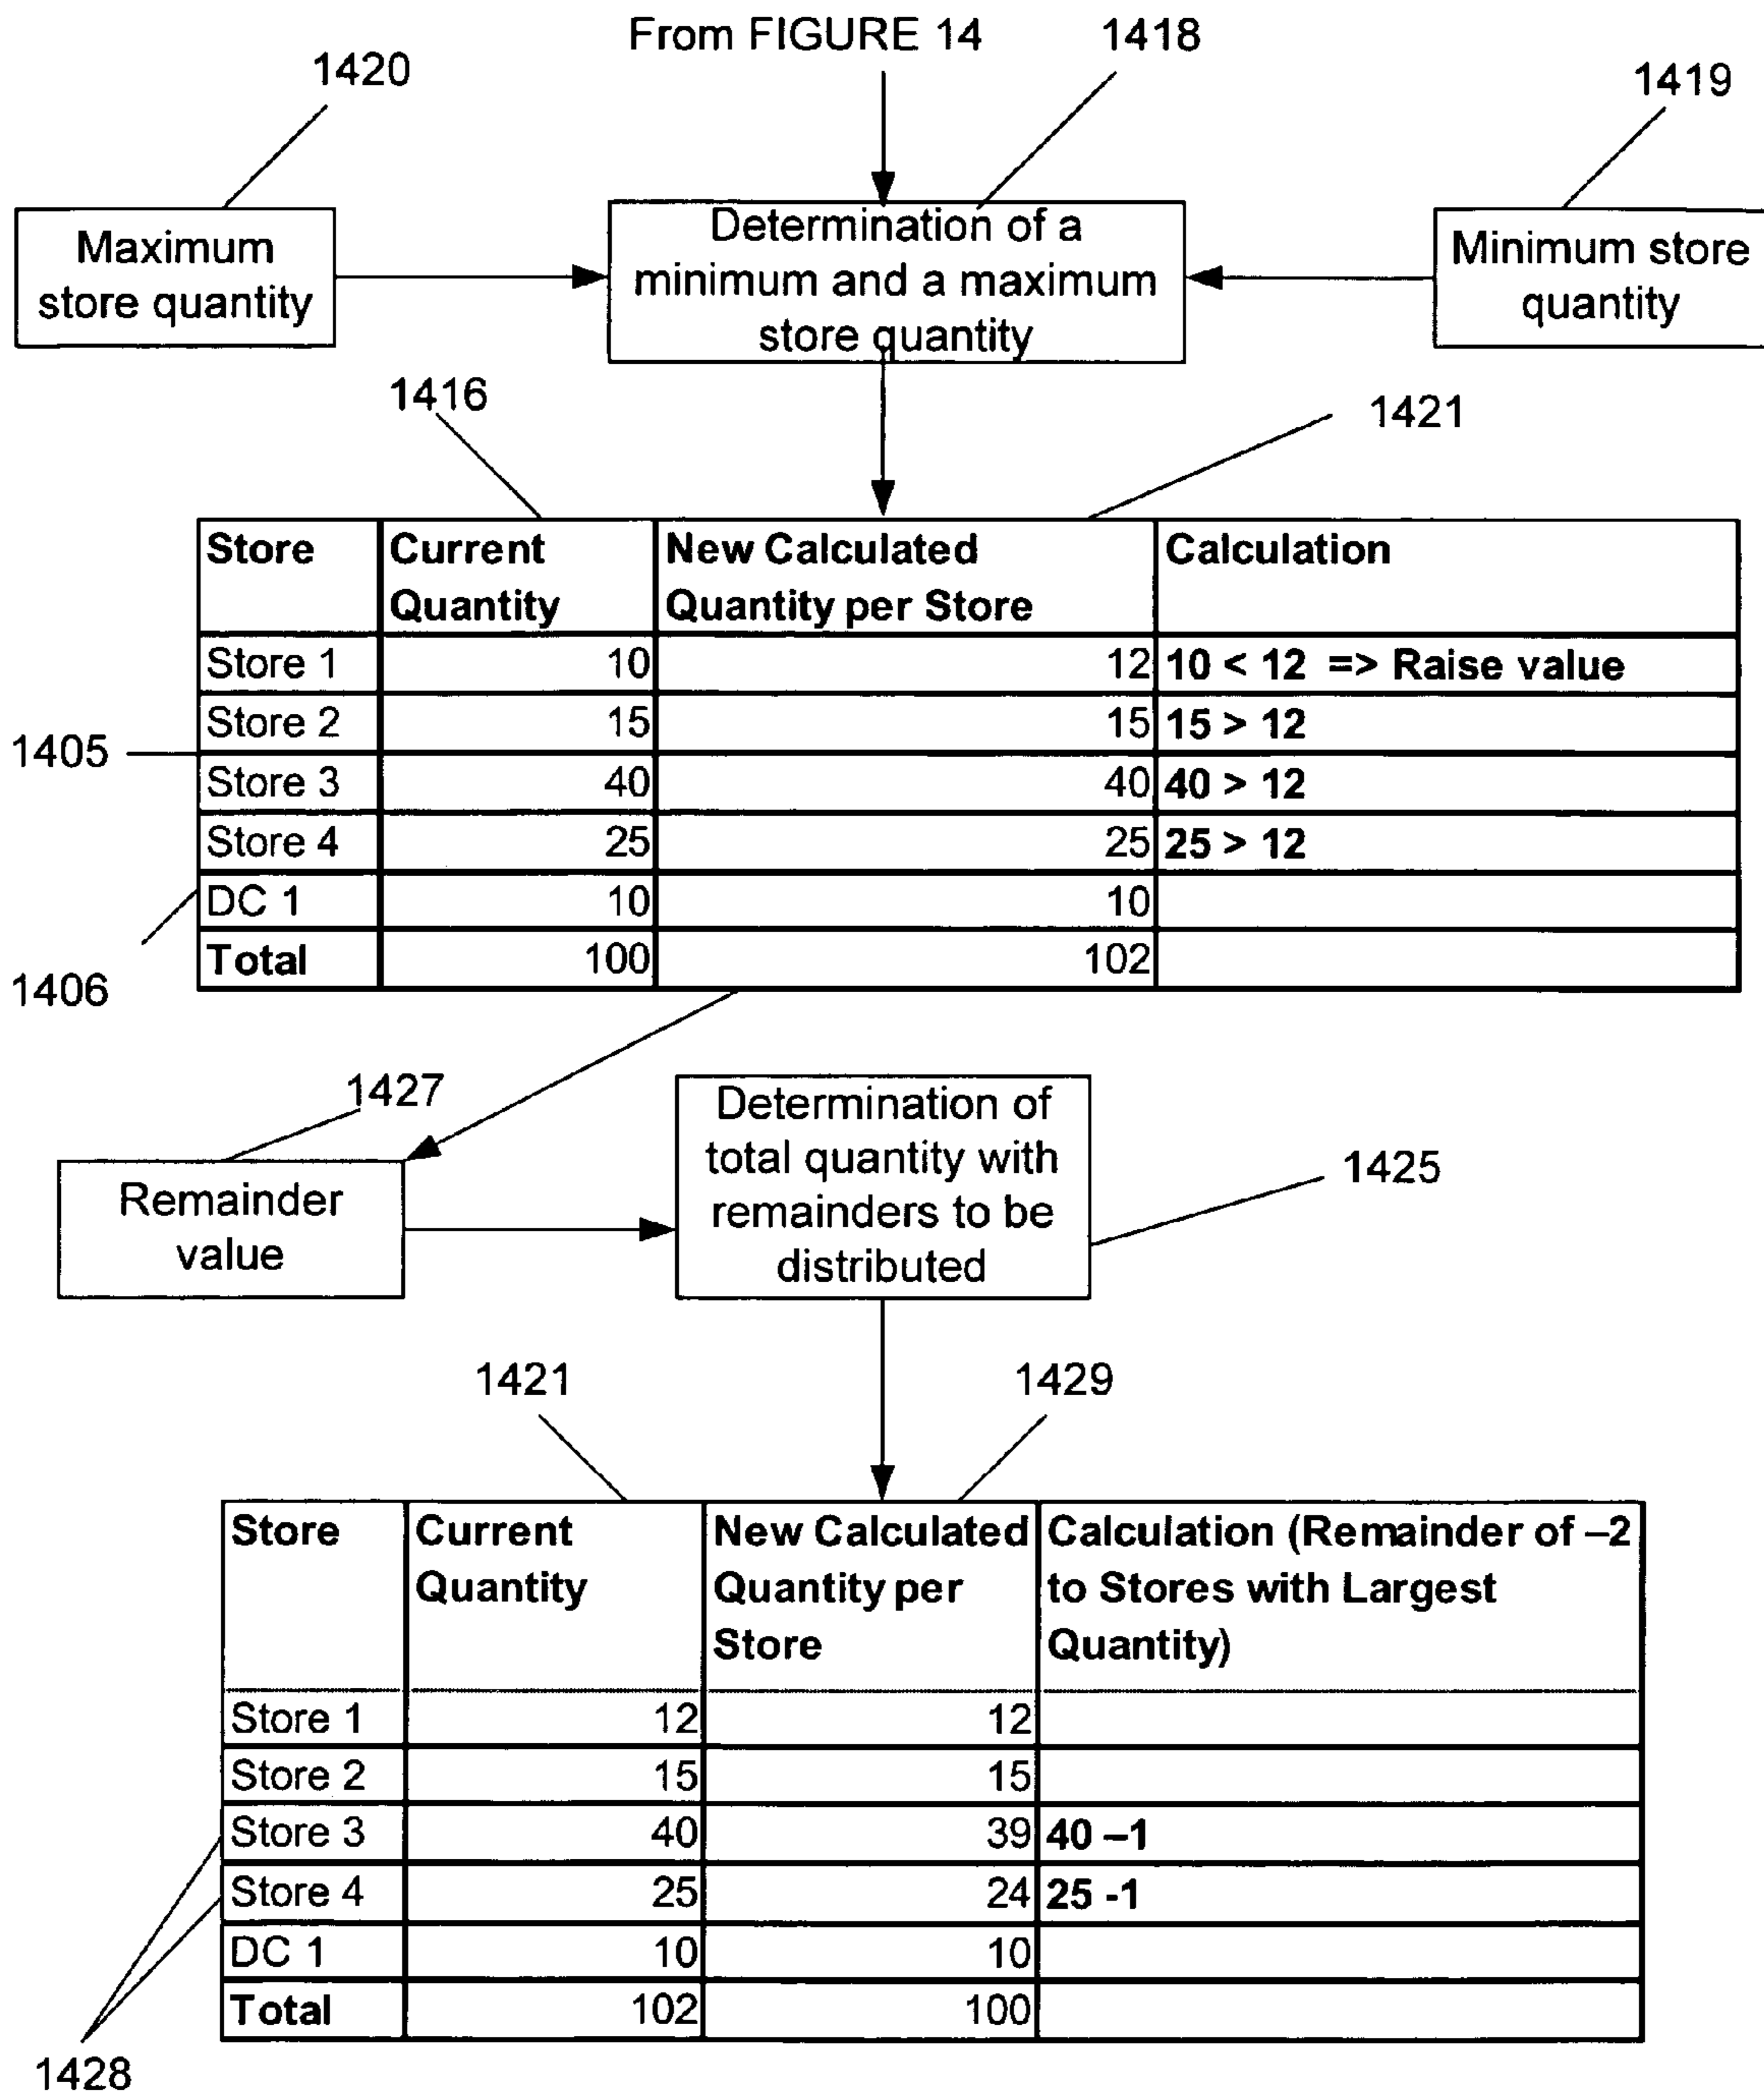 From FIGURE 14
1418
1420
1419
Maximum
store quantity
Determination of a
minimum and a maximum
store quantity
Minimum store
quantity
1416
1421
Store Current New Calculated Calculation
Quantity Quantity per Store
Store 1 10 12 10 < 12 => Raise value
Store 2 15 15 15 > 12
1405
Store 3 40 40 40 > 12
Store 4 25 25 25 > 12
DC 1 10 10
Total 100 102
1406
1427
Remainder
value
Determination of
total quantity with
remainders to be
distributed
1425
1421
1429
Store Current New Calculated Calculation (Remainder of –2
Quantity Quantity per to Stores with Largest
Store Quantity)
Store 1 12 12
Store 2 15 15
Store 3 40 39 40 –1
Store 4 25 24 25 -1
DC 1 10 10
Total 102 100
1428